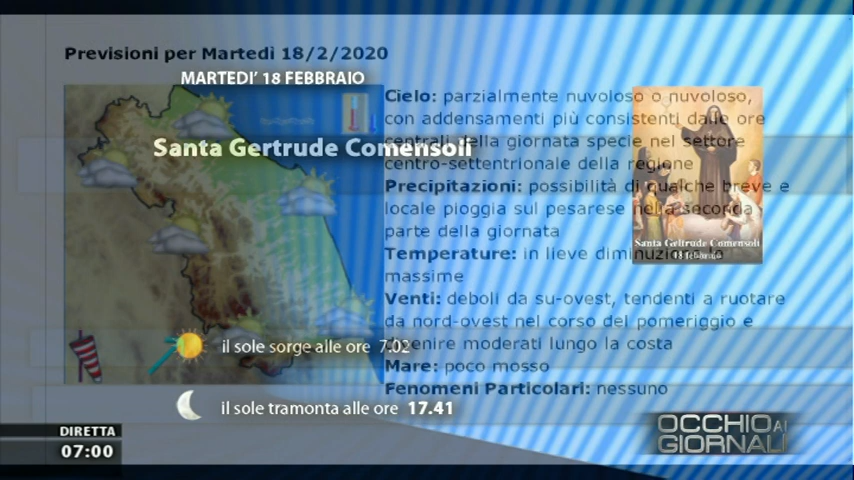 Previsioni per Martedì 18/2/2020
MARTEDI' 18 FEBBRAIO
Santa Gertrude Comensoli
Cielo: parzialmente nuvoloso o nuvoloso,
con addensamenti più consistenti dalle ore
centrali della giornata specie nel settore
centro-settentrionale della regione
Precipitazioni: possibilità di qualche breve e
locale pioggia sul pesarese nella seconda
parte della giornata
Temperature: in lieve diminuzione le
massime
Venti: deboli da su-ovest, tendenti a ruotare
da nord-ovest nel corso del pomeriggio e
divenire moderati lungo la costa
Mare: poco mosso
Fenomeni Particolari: nessuno
Santa Geltrude Comensoli
18 febbraio
il sole sorge alle ore 7.02
il sole tramonta alle ore 17.41
DIRETTA
07:00
OCCHIO AI
GIORNALI